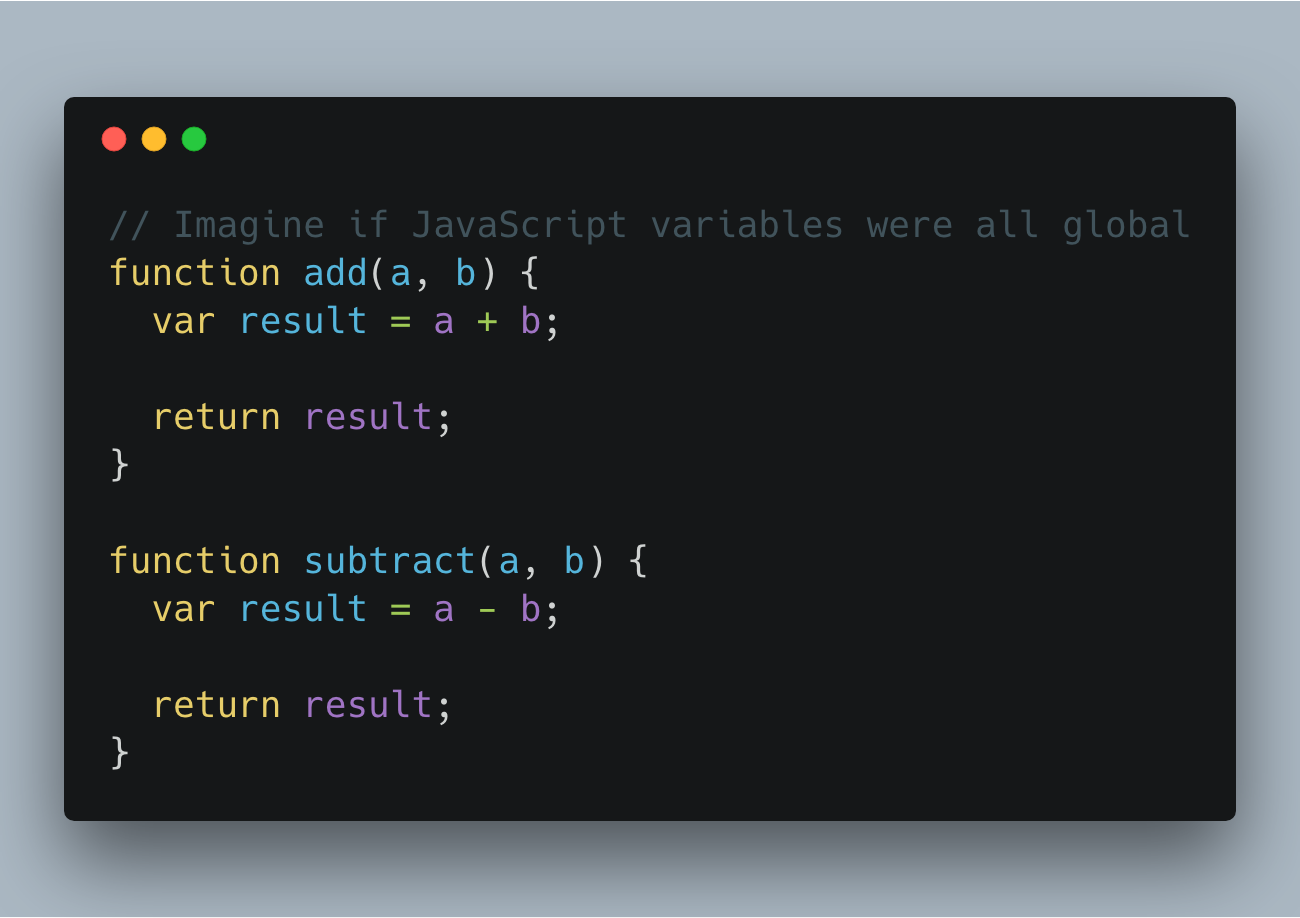 // Imagine if JavaScript variables were all global
function add(a, b) {
  var result = a + b;

  return result;
}

function subtract(a, b) {
  var result = a - b;

  return result;
}